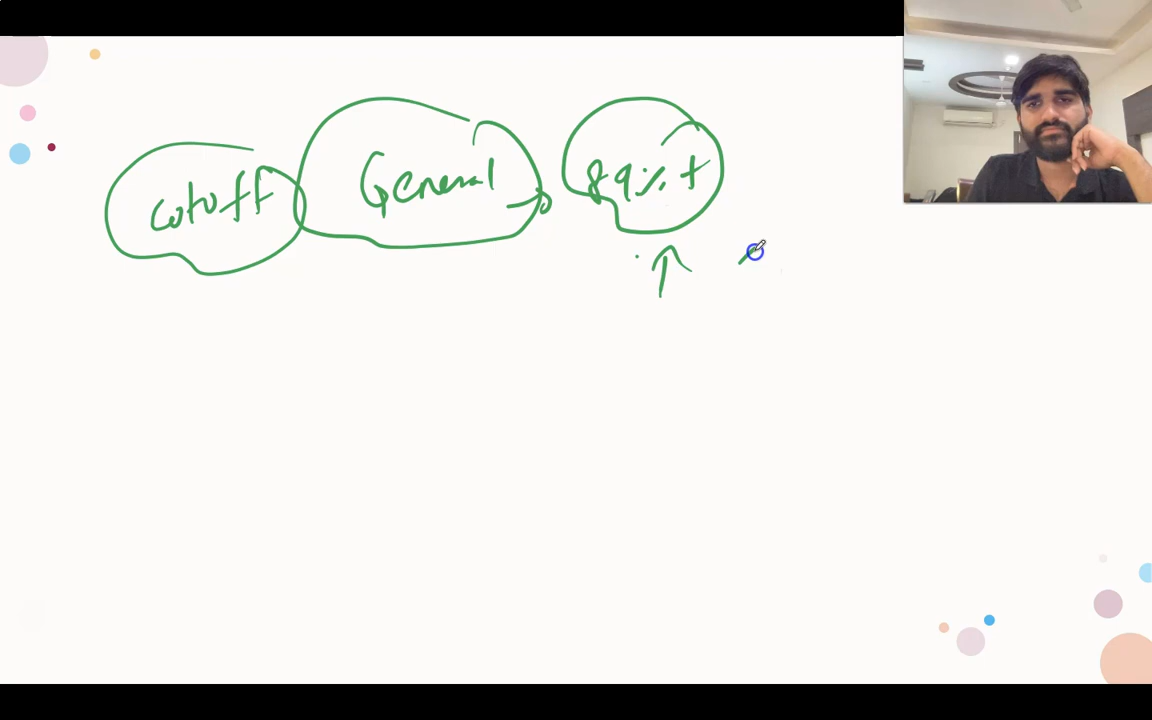 cutoff General → 89% +